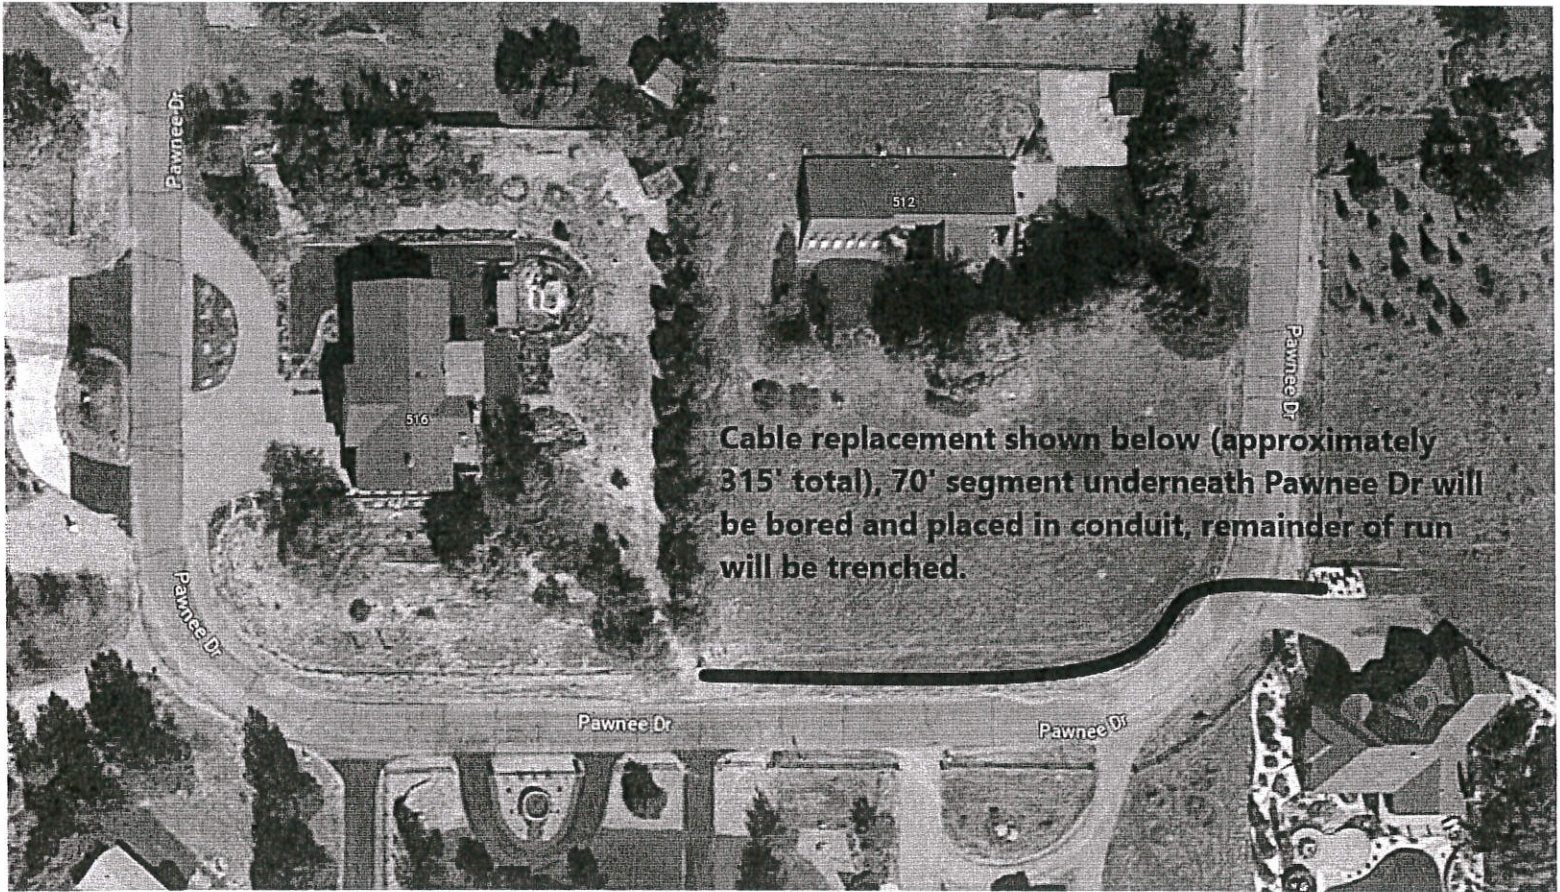 Pawnee Dr
512
Pawnee Dr
516
Cable replacement shown below (approximately
315' total), 70' segment underneath Pawnee Dr will
be bored and placed in conduit, remainder of run
will be trenched.
Pawnee Dr
Pawnee Dr
Pawnee Dr